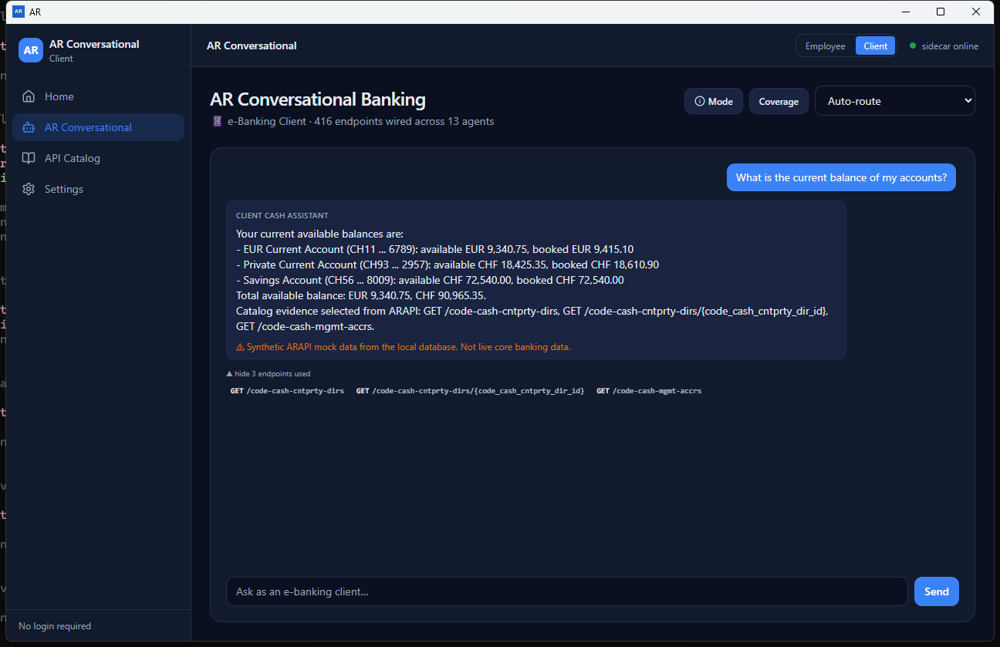 AR AR
AR AR Conversational
Client
Home
AR Conversational
API Catalog
Settings
No login required
AR Conversational
Employee Client sidecar online
AR Conversational Banking
e-Banking Client · 416 endpoints wired across 13 agents
Mode Coverage Auto-route
What is the current balance of my accounts?
CLIENT CASH ASSISTANT
Your current available balances are:
- EUR Current Account (CH11 ... 6789): available EUR 9,340.75, booked EUR 9,415.10
- Private Current Account (CH93 ... 2957): available CHF 18,425.35, booked CHF 18,610.90
- Savings Account (CH56 ... 8009): available CHF 72,540.00, booked CHF 72,540.00
Total available balance: EUR 9,340.75, CHF 90,965.35.
Catalog evidence selected from ARAPI: GET /code-cash-cntprty-dirs, GET /code-cash-cntprty-dirs/{code_cash_cntprty_dir_id},
GET /code-cash-mgmt-accrs.
⚠ Synthetic ARAPI mock data from the local database. Not live core banking data.
▲ hide 3 endpoints used
GET /code-cash-cntprty-dirs GET /code-cash-cntprty-dirs/{code_cash_cntprty_dir_id} GET /code-cash-mgmt-accrs
Ask as an e-banking client...
Send